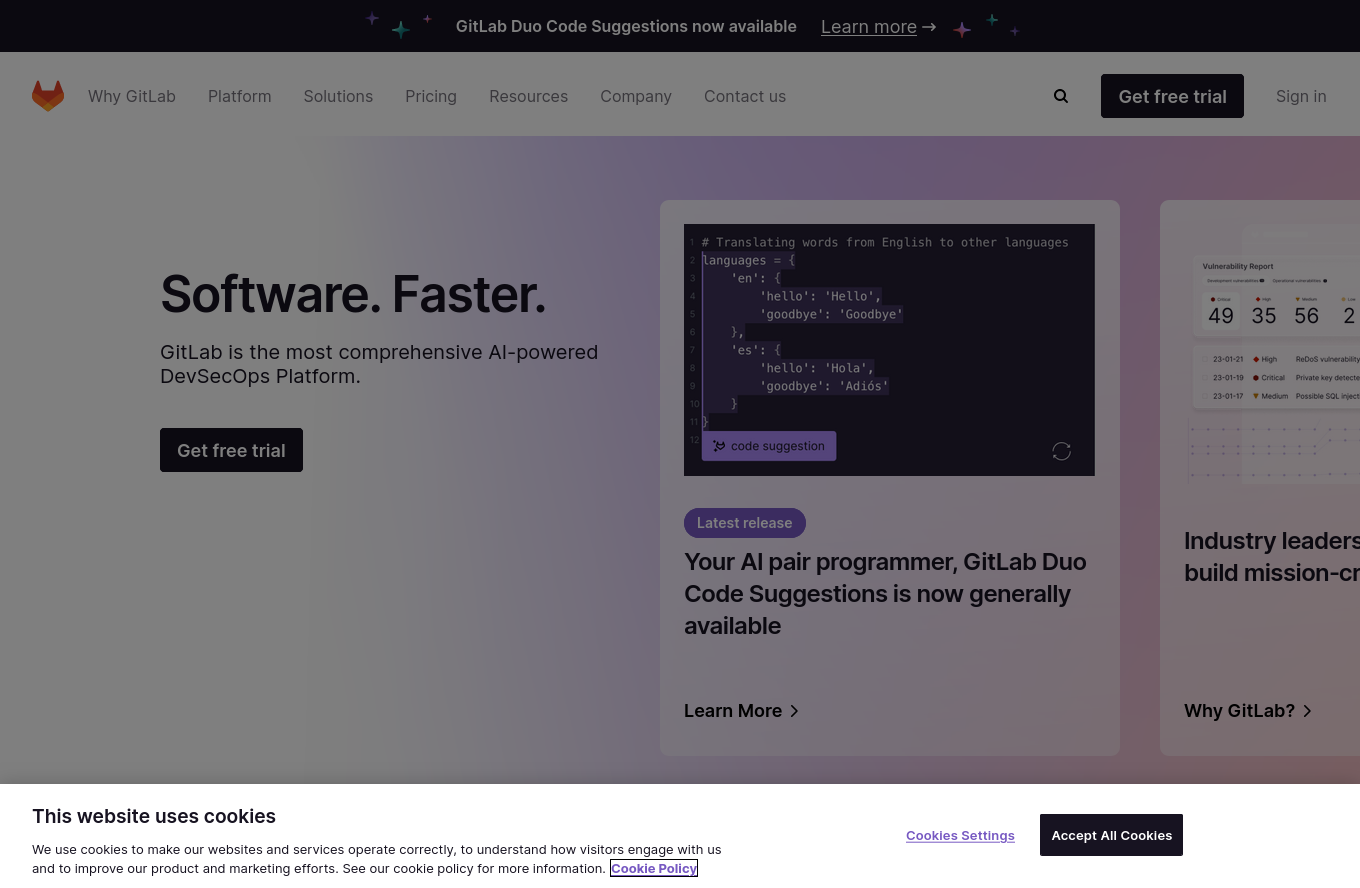 GitLab Duo Code Suggestions now available Learn more →
Why GitLab Platform Solutions Pricing Resources Company Contact us Get free trial Sign in
Software. Faster.
GitLab is the most comprehensive AI-powered
DevSecOps Platform.
Get free trial
1 # Translating words from English to other languages
2 languages = {
3 'en': {
4 'hello': 'Hello',
5 'goodbye': 'Goodbye'
6 },
7 'es': {
8 'hello': 'Hola',
9 'goodbye': 'Adiós'
10 }
11 }
12
code suggestion
Latest release
Your AI pair programmer, GitLab Duo
Code Suggestions is now generally
available
Learn More
Vulnerability Report
Development vulnerabilities Operational vulnerabilities
Critical High Medium Low
49 35 56 2
23-01-21 High ReDoS vulnerability
23-01-19 Critical Private key detecte
23-01-17 Medium Possible SQL inject
Industry leaders
build mission-cr
Why GitLab?
This website uses cookies
We use cookies to make our websites and services operate correctly, to understand how visitors engage with us
and to improve our product and marketing efforts. See our cookie policy for more information. Cookie Policy
Cookies Settings
Accept All Cookies